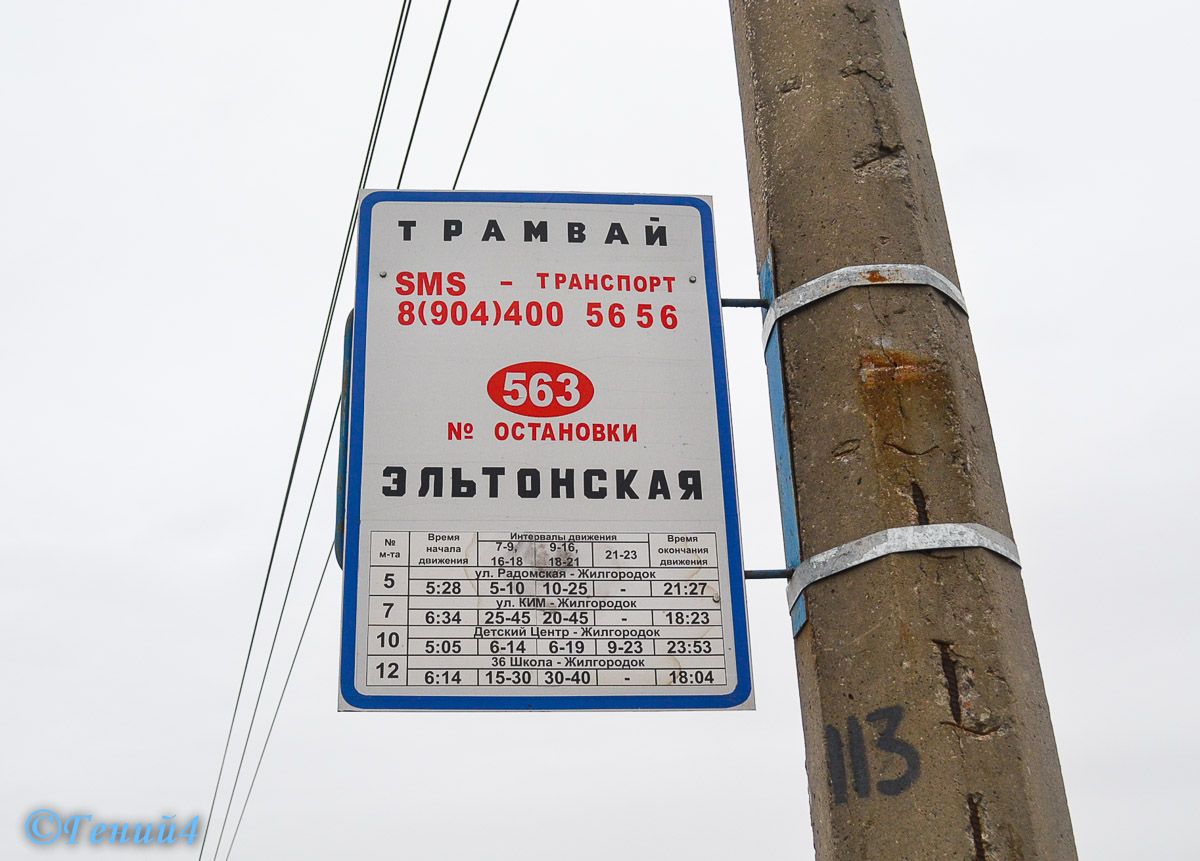 ТРАМВАЙ
SMS - ТРАНСПОРТ
8(904)400 5656
563
№ ОСТАНОВКИ
ЭЛЬТОНСКАЯ
№ м-та Время начала движения Интервалы движения Время окончания движения
7-9, 16-18 9-16, 18-21 21-23
ул. Радомская - Жилгородок
5 5:28 5-10 10-25 - 21:27
ул. КИМ - Жилгородок
7 6:34 25-45 20-45 - 18:23
Детский Центр - Жилгородок
10 5:05 6-14 6-19 9-23 23:53
36 Школа - Жилгородок
12 6:14 15-30 30-40 - 18:04
113
©Гений4